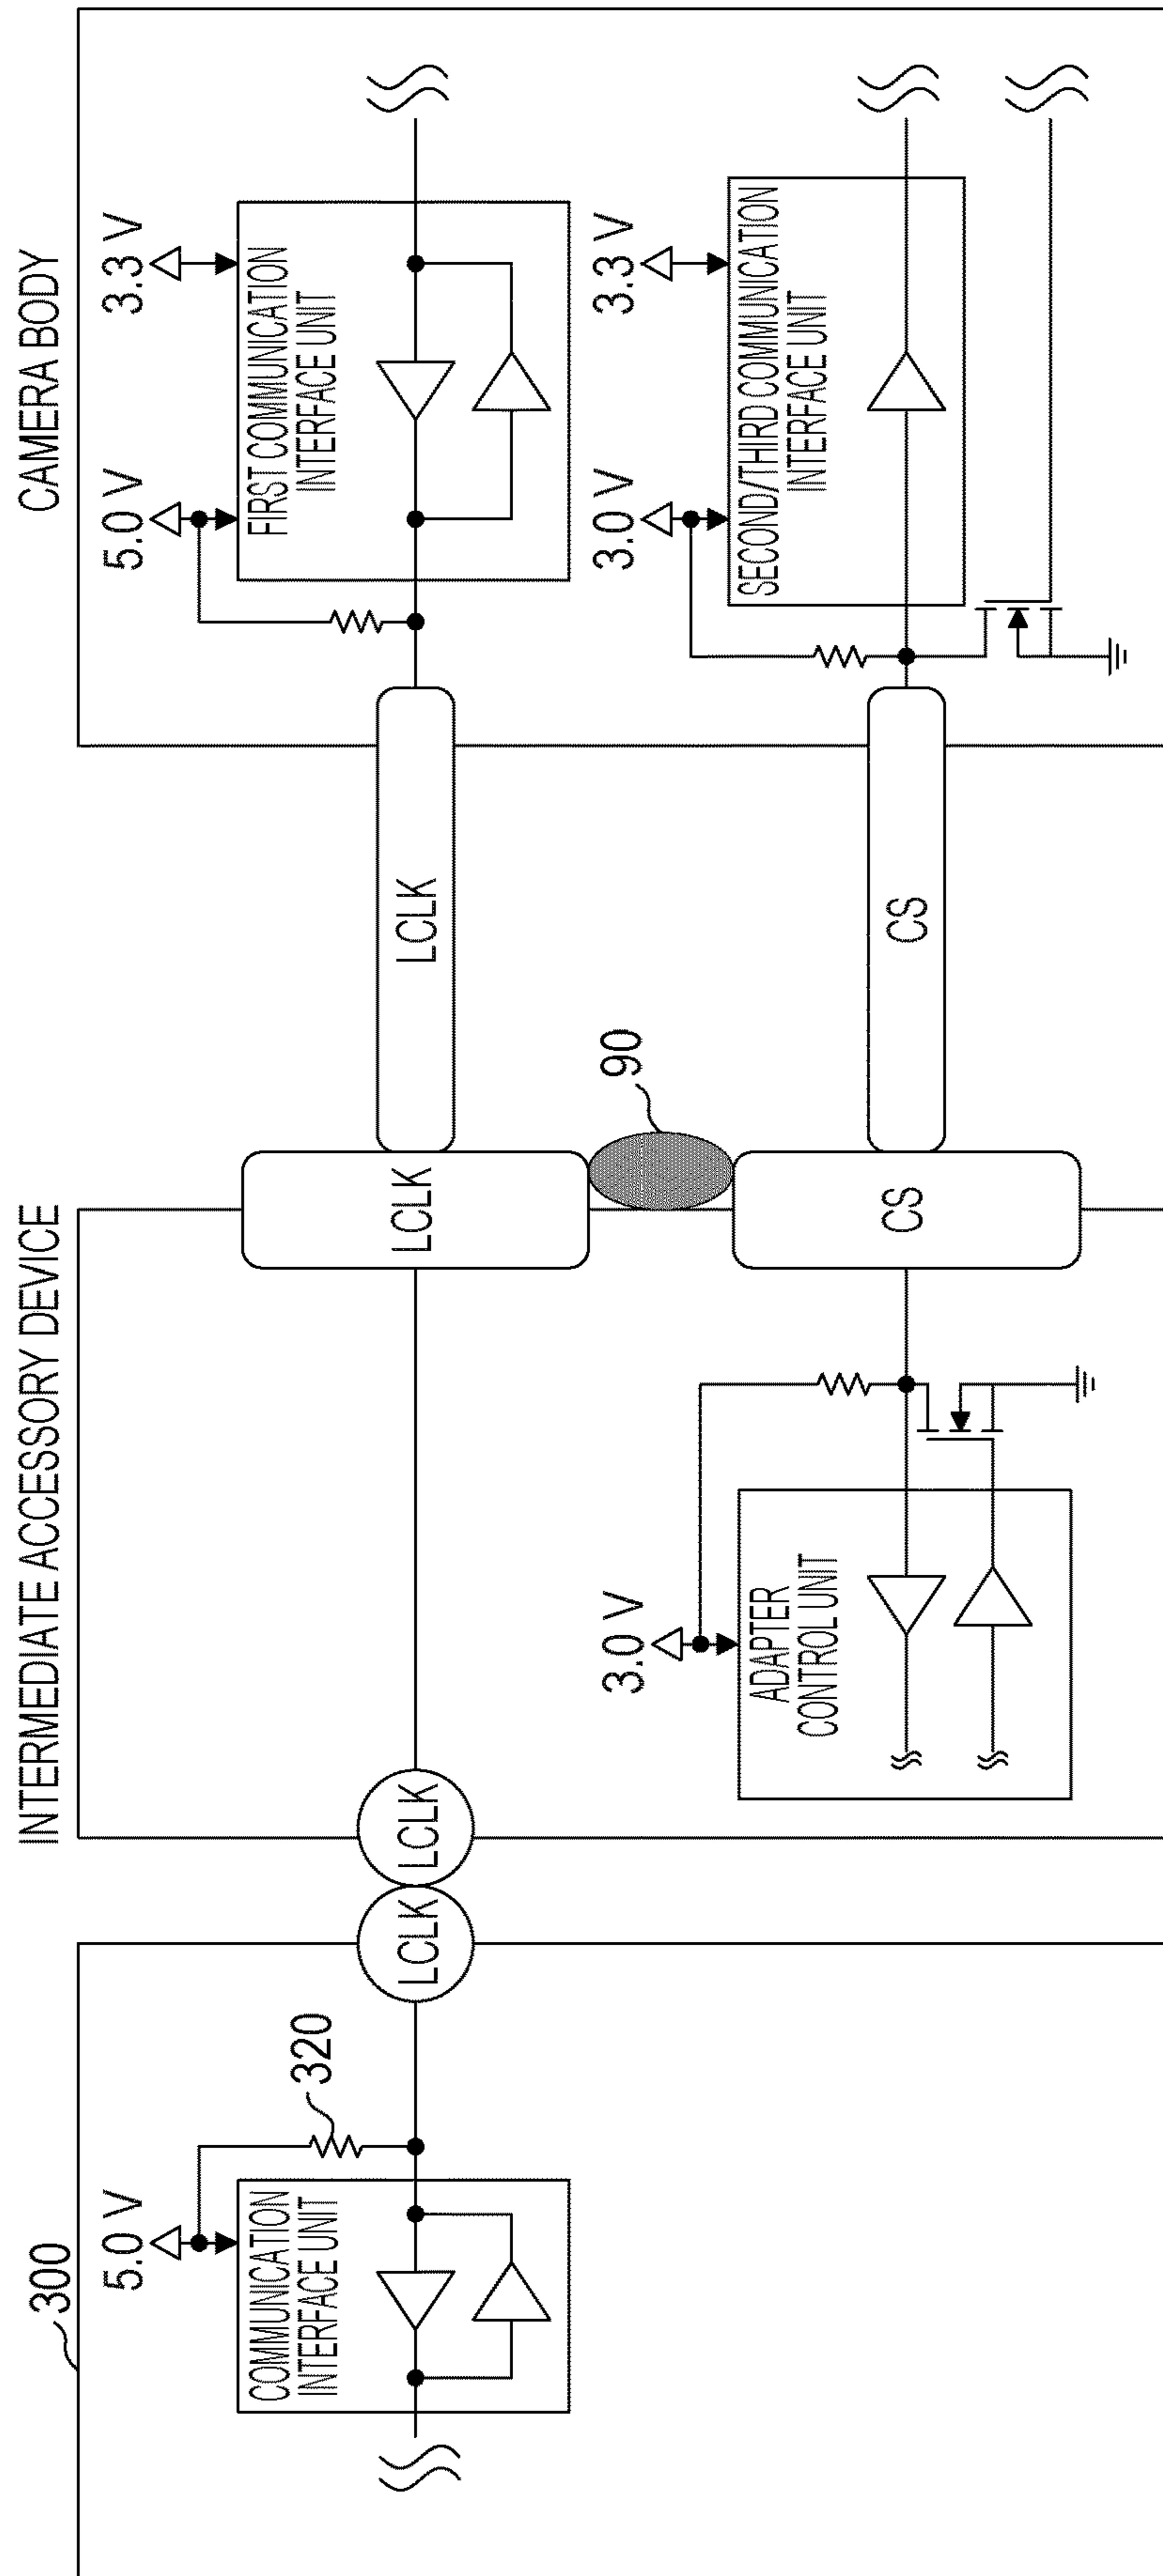 300
INTERMEDIATE ACCESSORY DEVICE
CAMERA BODY
5.0 V
320
COMMUNICATION
INTERFACE UNIT
LCLK
LCLK
LCLK
LCLK
5.0 V
3.3 V
FIRST COMMUNICATION
INTERFACE UNIT
90
3.0 V
ADAPTER
CONTROL UNIT
CS
CS
3.0 V
3.3 V
SECOND/THIRD COMMUNICATION
INTERFACE UNIT